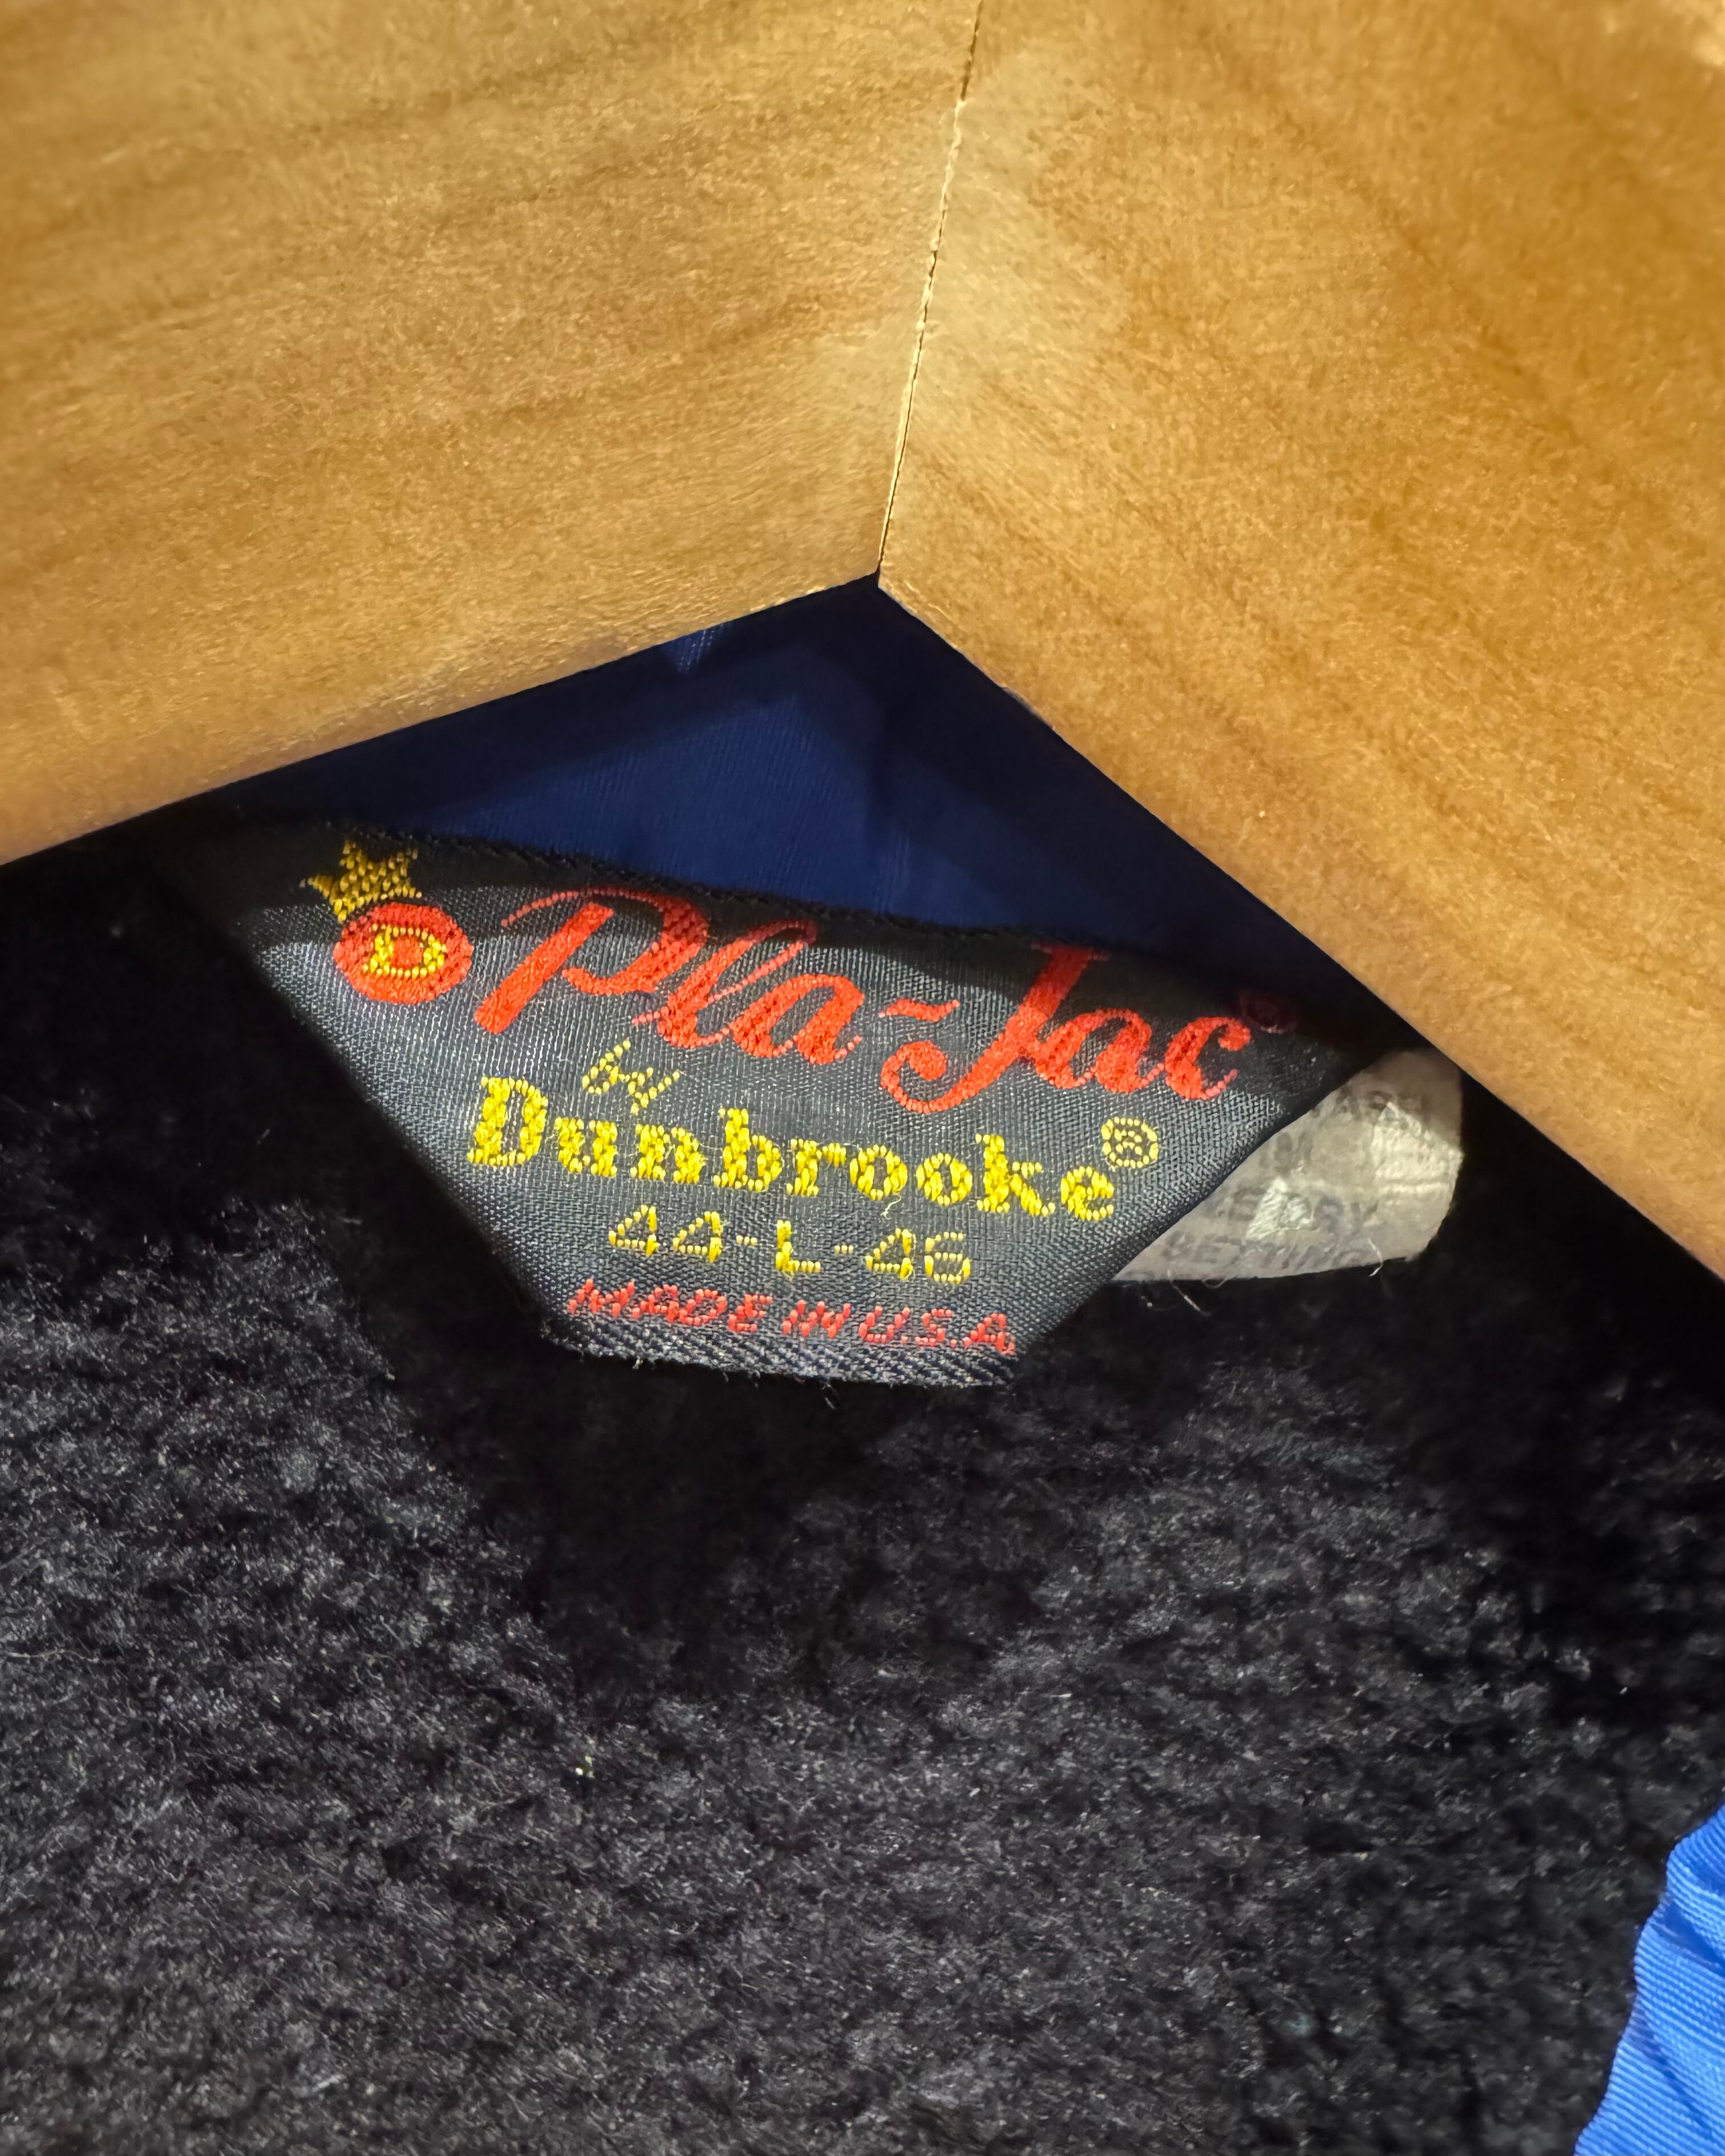 D Pla-Jac®
by
Dunbrooke®
44-L-46
MADE IN U.S.A.